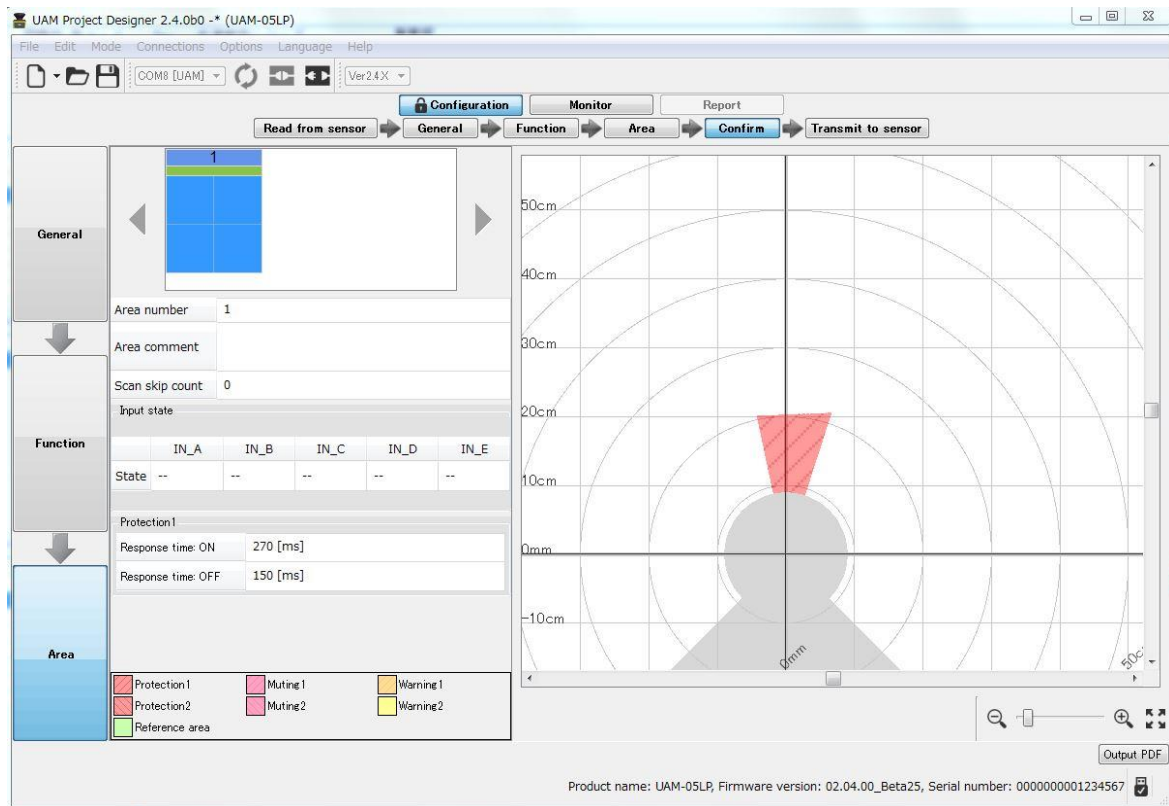 UAM Project Designer 2.4.0b0 -* (UAM-05LP)
File Edit Mode Connections Options Language Help
COM8 [UAM] Ver2.4.X
Configuration Monitor Report
Read from sensor General Function Area Confirm Transmit to sensor
General
Function
Area
1
Area number 1
Area comment
Scan skip count 0
Input state
IN_A IN_B IN_C IN_D IN_E
State -- -- -- -- --
Protection1
Response time: ON 270 [ms]
Response time: OFF 150 [ms]
Protection1 Muting1 Warning1
Protection2 Muting2 Warning2
Reference area
50cm
40cm
30cm
20cm
10cm
0mm
-10cm
0mm
Output PDF
Product name: UAM-05LP, Firmware version: 02.04.00_Beta25, Serial number: 0000000001234567